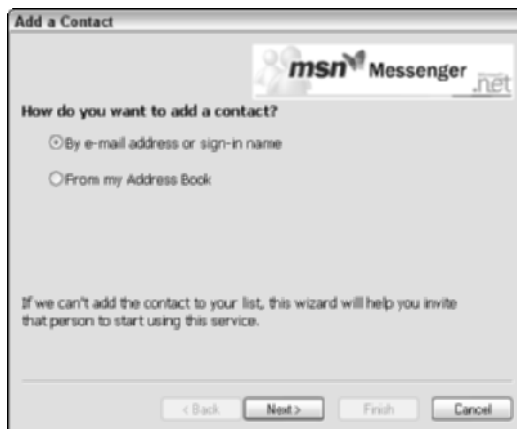 Add a Contact
msn Messenger
.net
How do you want to add a contact?
By e-mail address or sign-in name
From my Address Book
If we can't add the contact to your list, this wizard will help you invite
that person to start using this service.
< Back Next > Finish Cancel